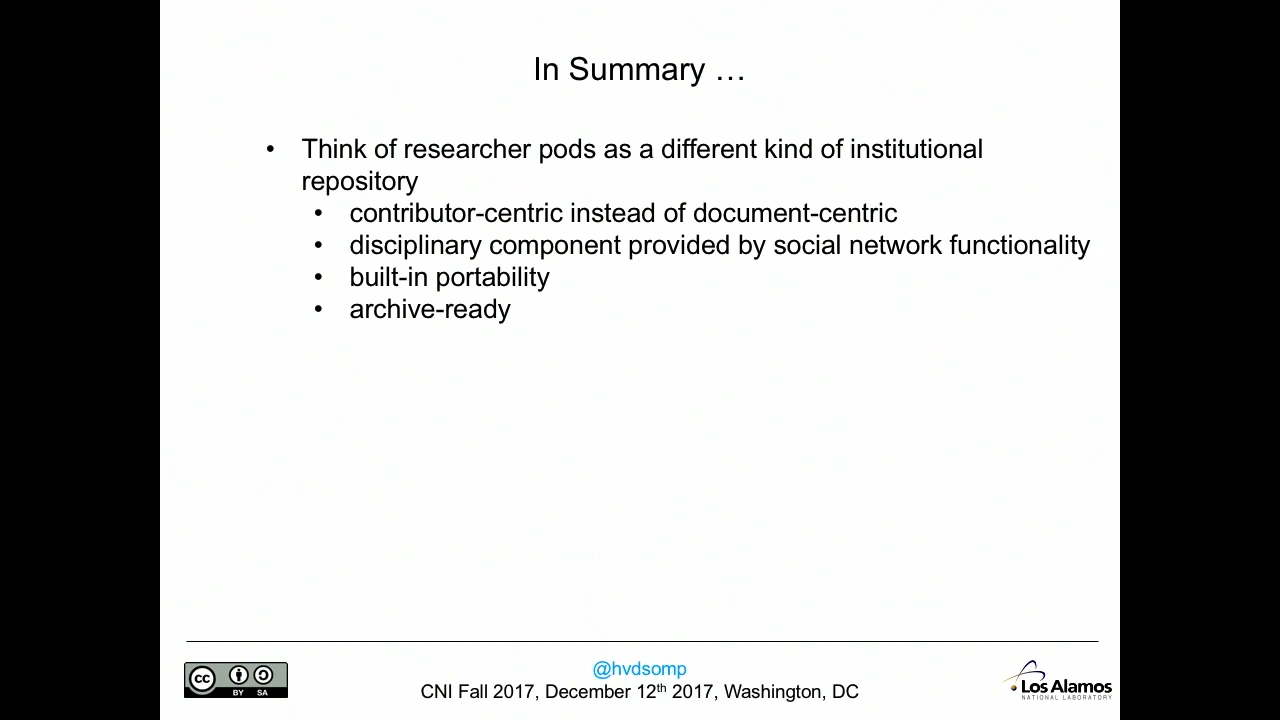 In Summary …
• Think of researcher pods as a different kind of institutional
repository
• contributor-centric instead of document-centric
• disciplinary component provided by social network functionality
• built-in portability
• archive-ready
@hvdsomp
CNI Fall 2017, December 12th 2017, Washington, DC
cc
BY SA
Los Alamos
NATIONAL LABORATORY